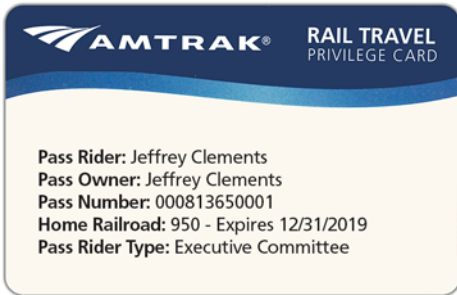 AMTRAK®
RAIL TRAVEL
PRIVILEGE CARD
Pass Rider: Jeffrey Clements
Pass Owner: Jeffrey Clements
Pass Number: 000813650001
Home Railroad: 950 - Expires 12/31/2019
Pass Rider Type: Executive Committee